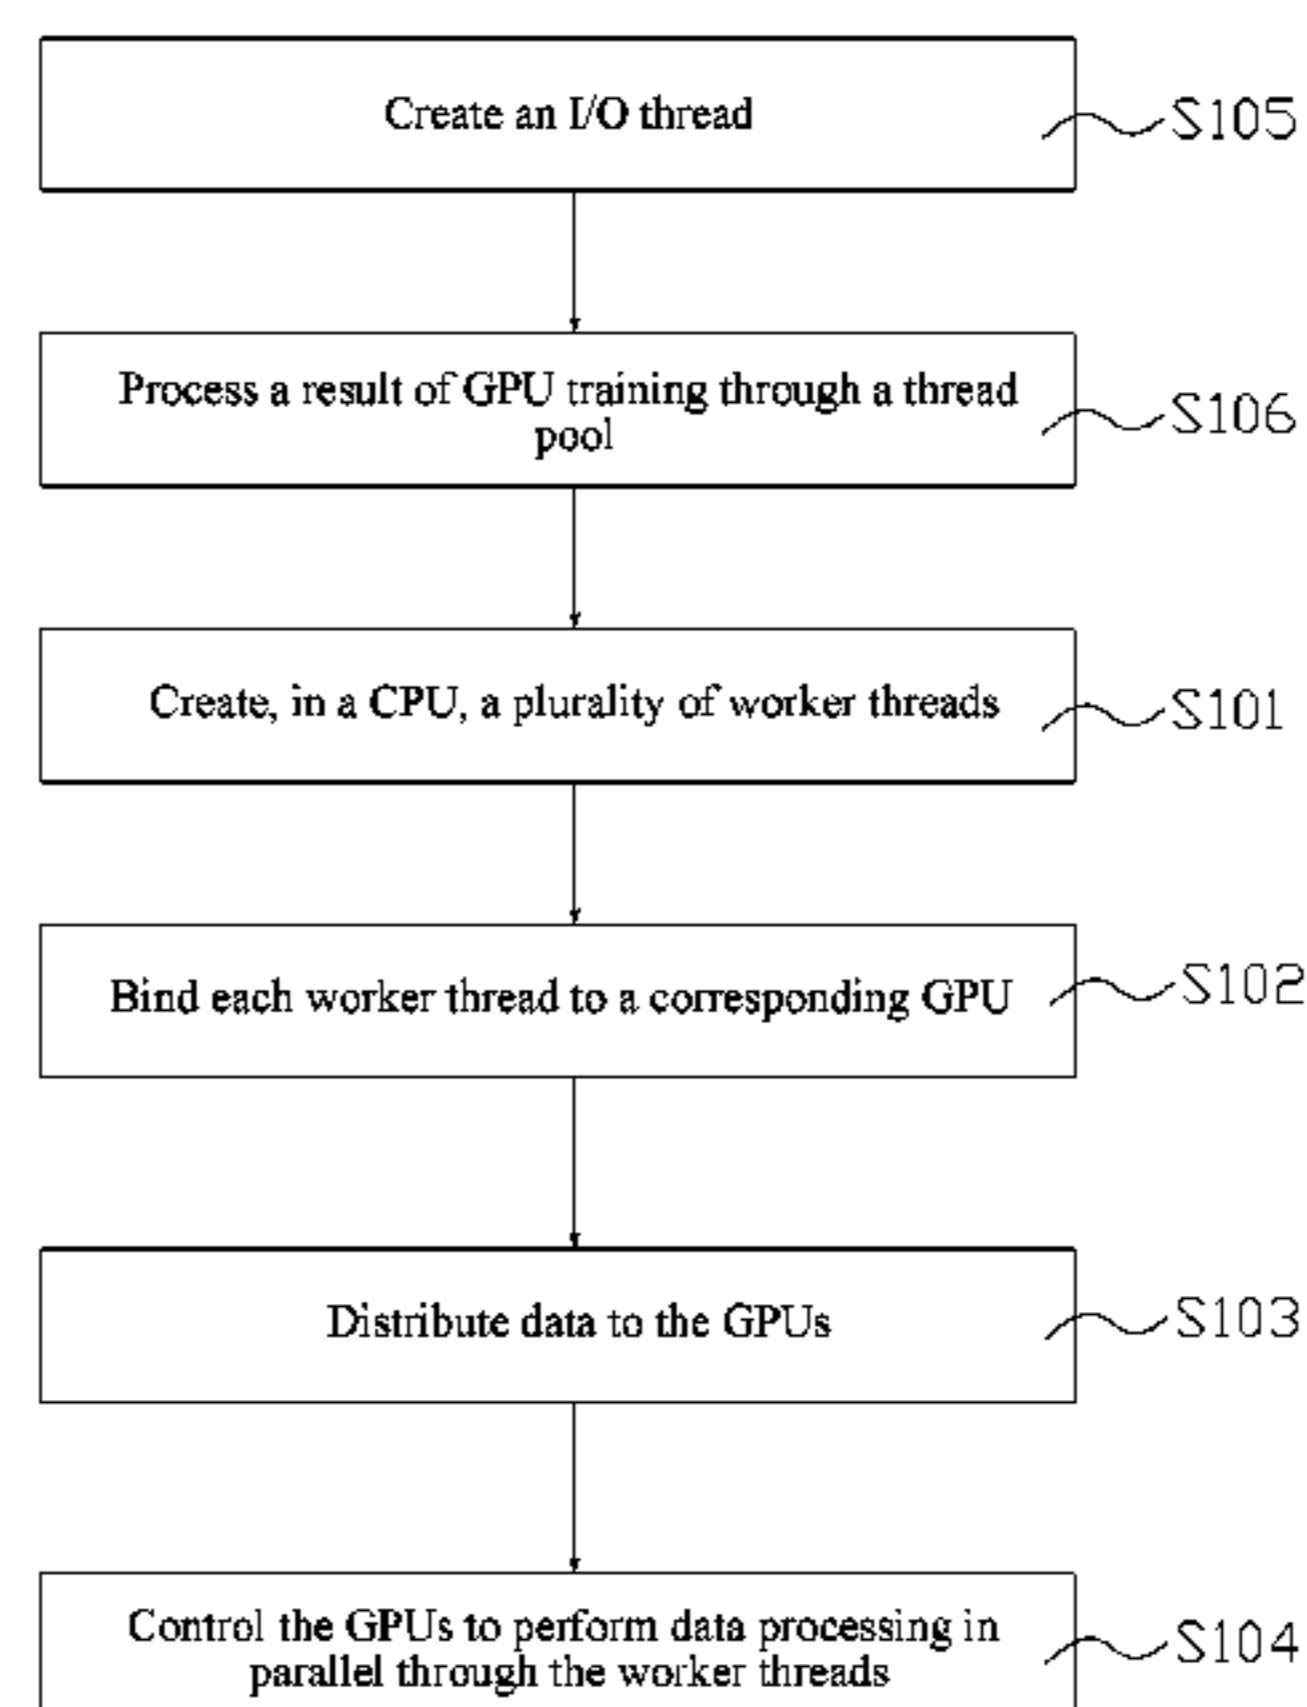 Create an I/O thread
S105
Process a result of GPU training through a thread
pool
S106
Create, in a CPU, a plurality of worker threads
S101
Bind each worker thread to a corresponding GPU
S102
Distribute data to the GPUs
S103
Control the GPUs to perform data processing in
parallel through the worker threads
S104